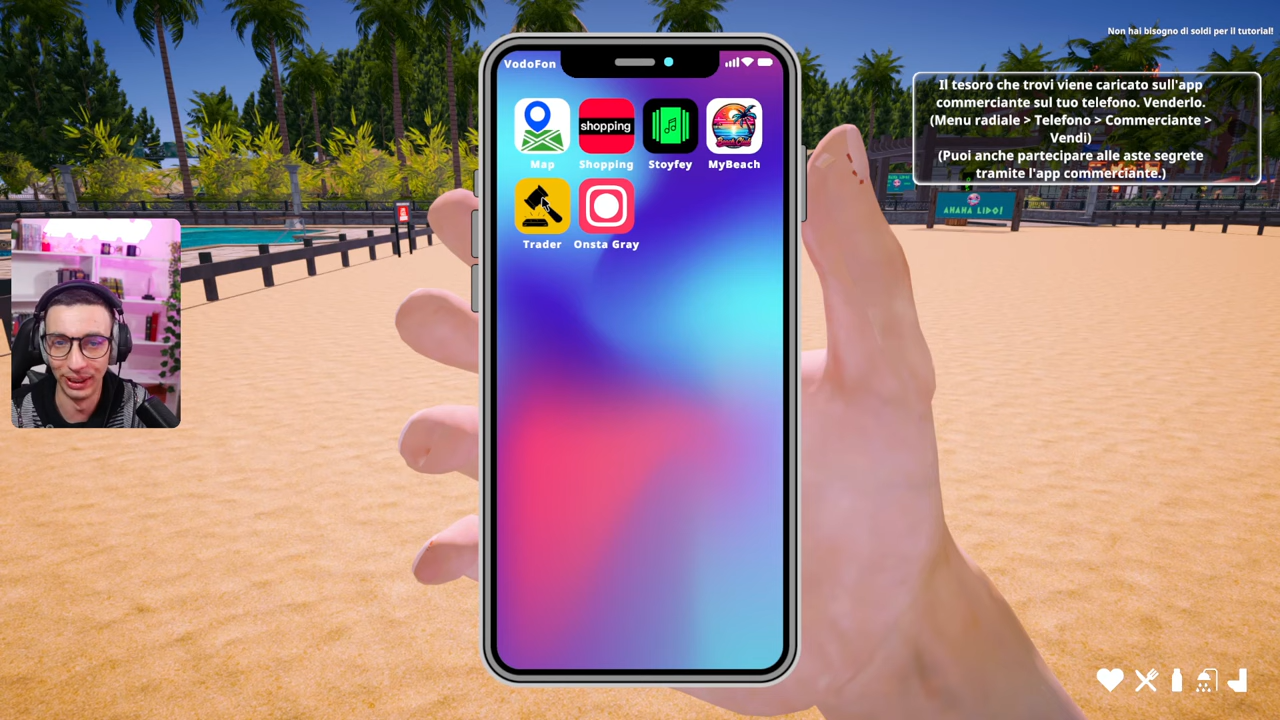 Non hai bisogno di soldi per il tutorial!
VodoFon
Il tesoro che trovi viene caricato sull'app
commerciante sul tuo telefono. Venderlo.
(Menu radiale > Telefono > Commerciante >
Vendi)
(Puoi anche partecipare alle aste segrete
tramite l'app commerciante.)
shopping
Map
Shopping
Stoyfey
MyBeach
Trader
Onsta Gray
AHAHA LIDO!